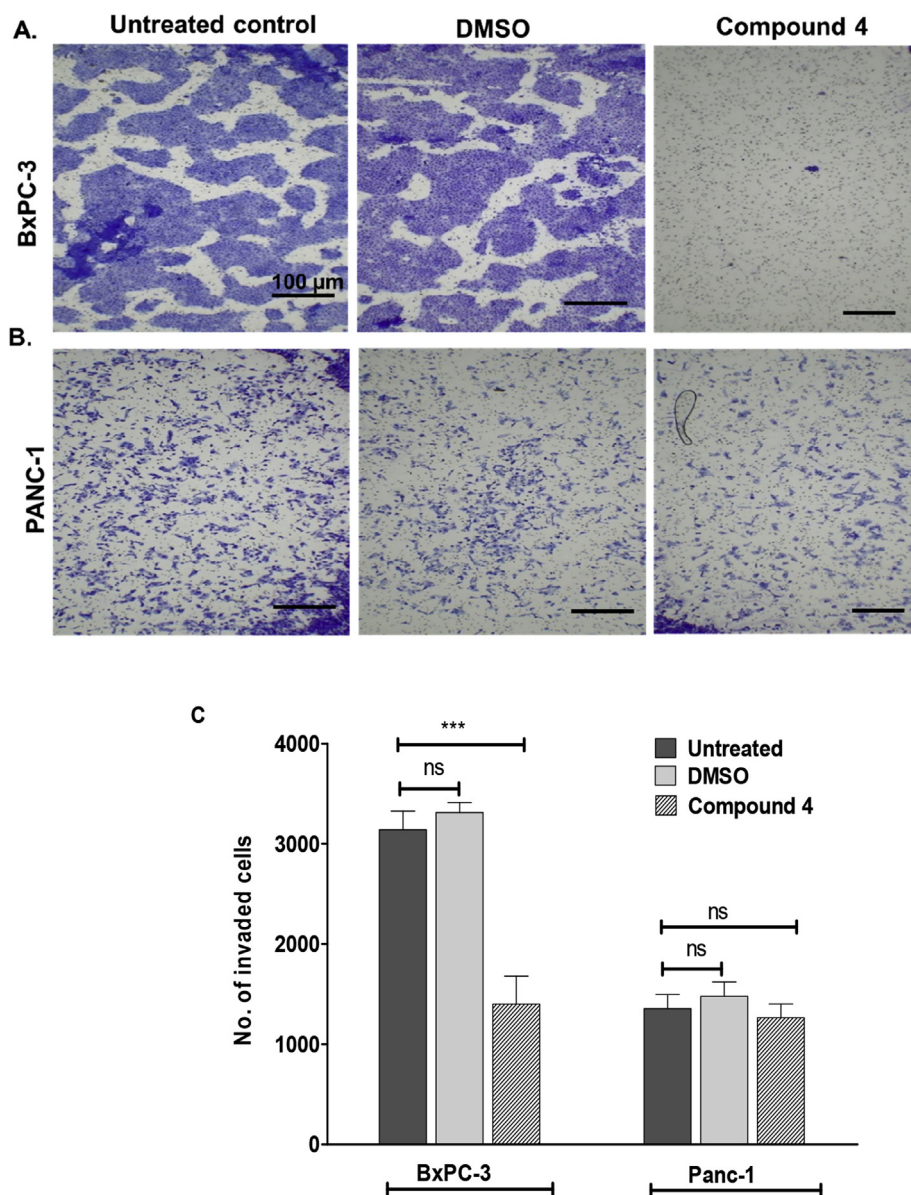 A. Untreated control DMSO Compound 4
BxPC-3
100 µm
B.
PANC-1
C
***
ns
4000
3000
2000
1000
0
No. of invaded cells
Untreated
DMSO
Compound 4
ns
ns
BxPC-3 Panc-1